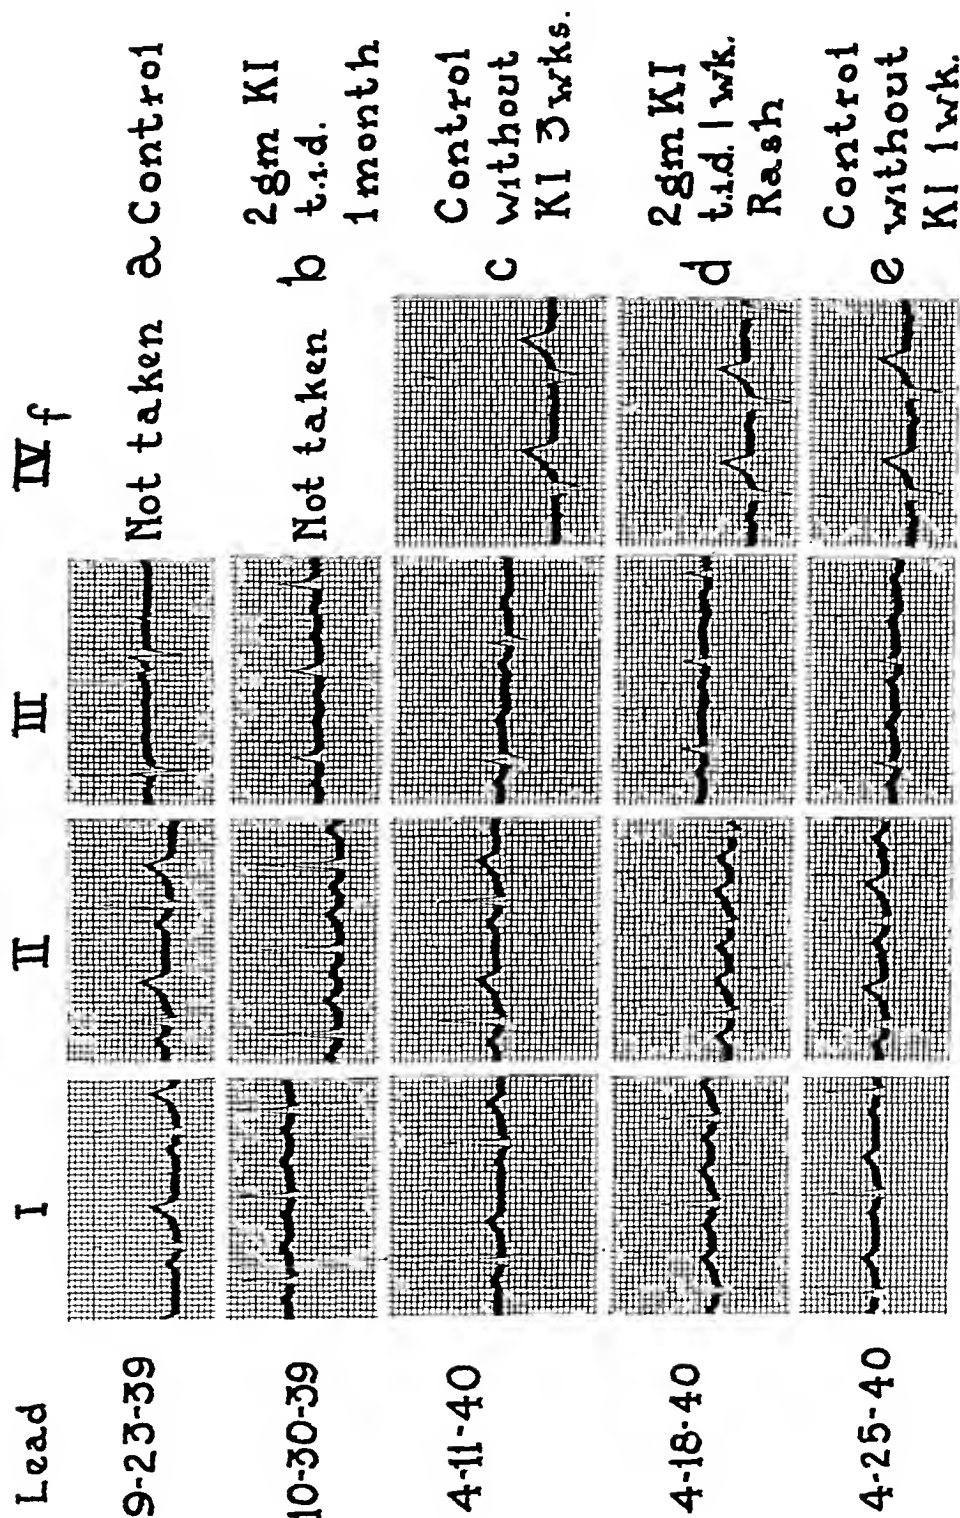 Lead I II III IV f
9-23-39 Not taken a Control
10-30-39 Not taken b 2gm KI
t.i.d.
1 month
4-11-40 c Control
without
KI 3 wks.
4-18-40 d 2gm KI
t.i.d. 1 wk.
Rash
4-25-40 e Control
without
KI 1 wk.